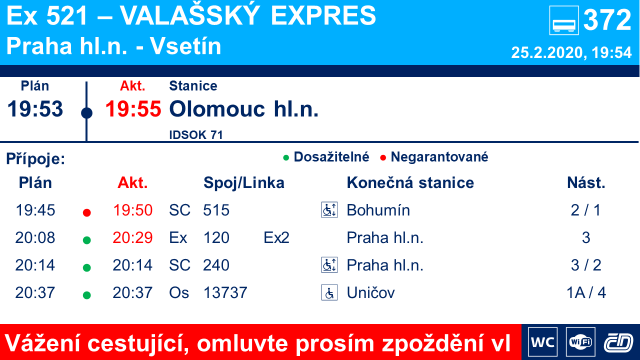 Ex 521 – VALAŠSKÝ EXPRES
372
Praha hl.n. - Vsetín
25.2.2020, 19:54
Plán Akt. Stanice
19:53 19:55 Olomouc hl.n.
IDSOK 71
Přípoje: Dosažitelné Negarantované
Plán Akt. Spoj/Linka Konečná stanice Nást.
19:45 19:50 SC 515 Bohumín 2 / 1
20:08 20:29 Ex 120 Ex2 Praha hl.n. 3
20:14 20:14 SC 240 Praha hl.n. 3 / 2
20:37 20:37 Os 13737 Uničov 1A / 4
Vážení cestující, omluvte prosím zpoždění vl
WC WiFi ČD